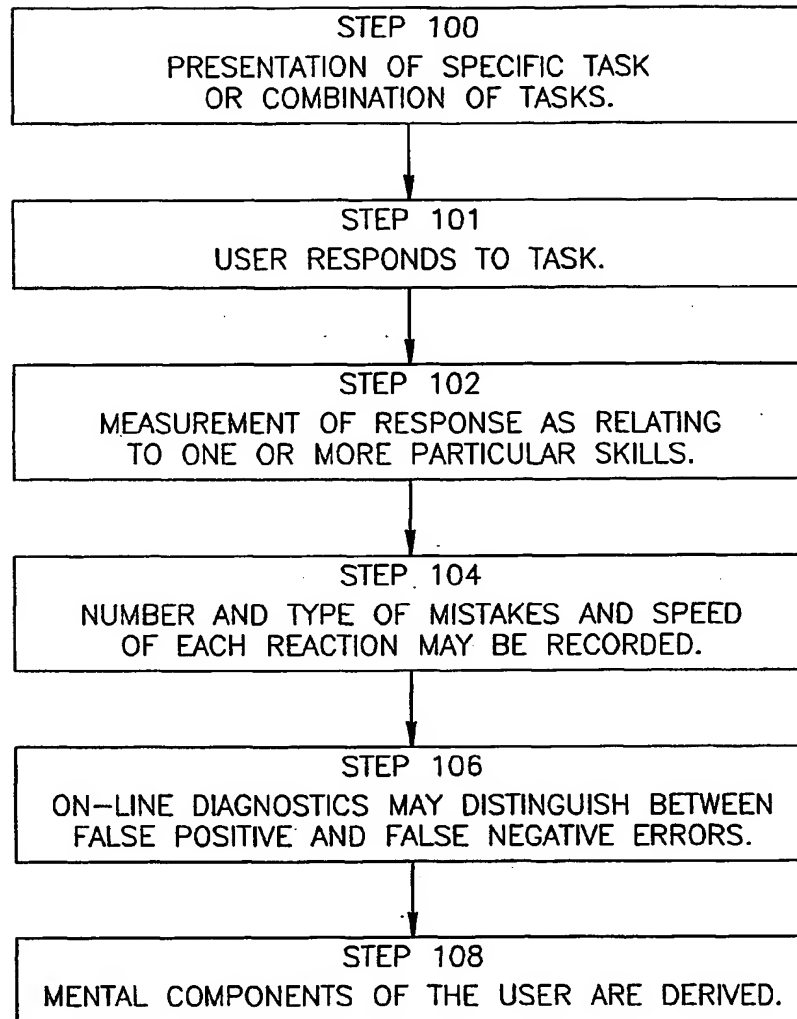 STEP 100
PRESENTATION OF SPECIFIC TASK
OR COMBINATION OF TASKS.
STEP 101
USER RESPONDS TO TASK.
STEP 102
MEASUREMENT OF RESPONSE AS RELATING
TO ONE OR MORE PARTICULAR SKILLS.
STEP 104
NUMBER AND TYPE OF MISTAKES AND SPEED
OF EACH REACTION MAY BE RECORDED.
STEP 106
ON-LINE DIAGNOSTICS MAY DISTINGUISH BETWEEN
FALSE POSITIVE AND FALSE NEGATIVE ERRORS.
STEP 108
MENTAL COMPONENTS OF THE USER ARE DERIVED.